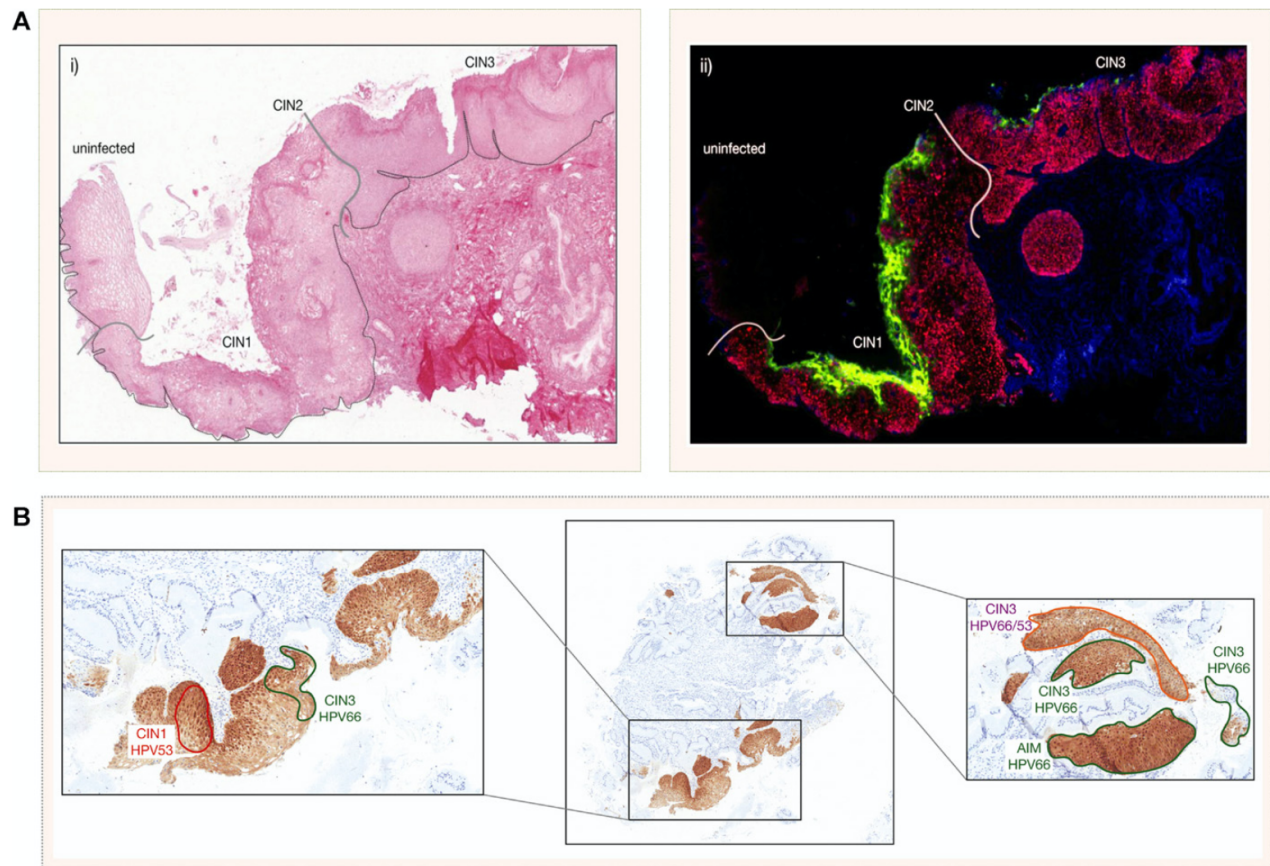 A
i)
CIN3
CIN2
uninfected
CIN1
ii)
CIN3
CIN2
uninfected
CIN1
B
CIN3
HPV66
CIN1
HPV53
CIN3
HPV66/53
CIN3
HPV66
CIN3
HPV66
AIM
HPV66